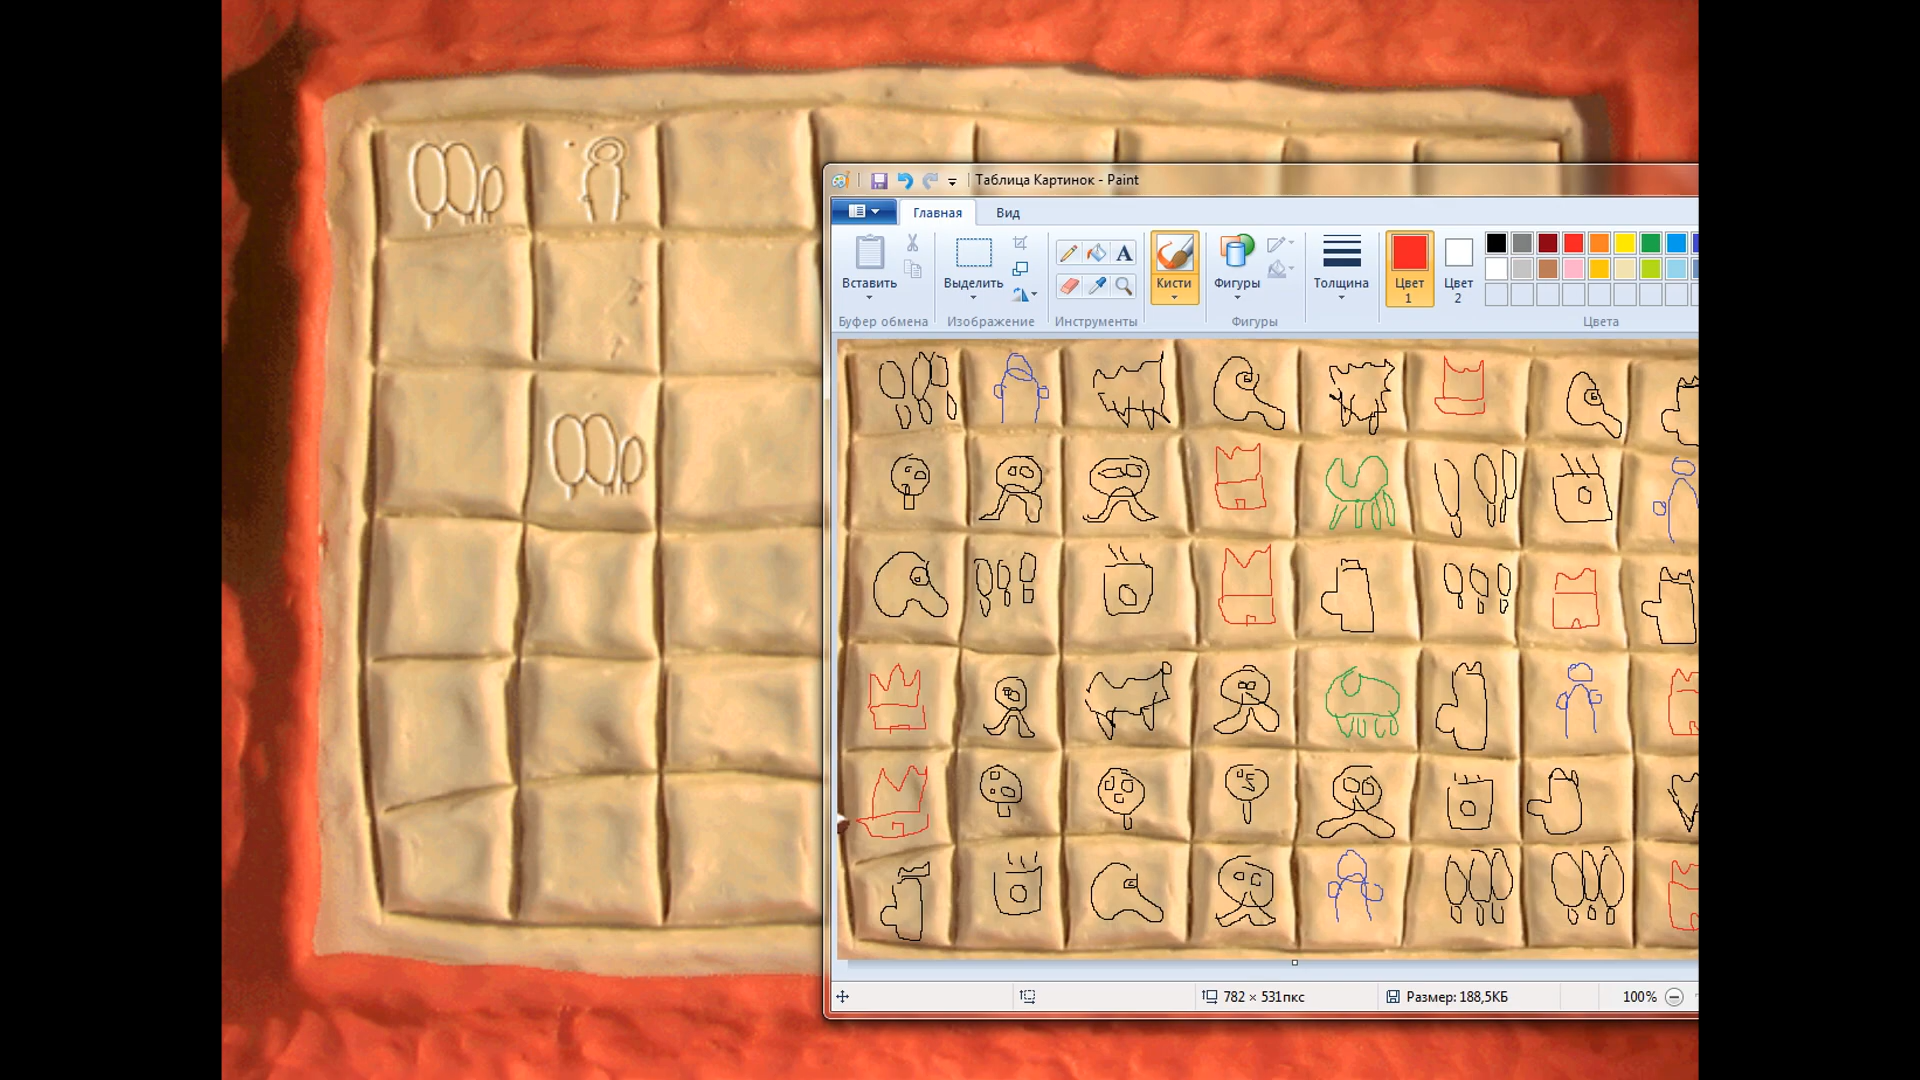 Таблица Картинок - Paint
Главная Вид
Вставить
Выделить
A
Кисти
Фигуры
Толщина
Цвет 1
Цвет 2
Буфер обмена
Изображение
Инструменты
Фигуры
Цвета
782 × 531пкс
Размер: 188,5КБ
100%